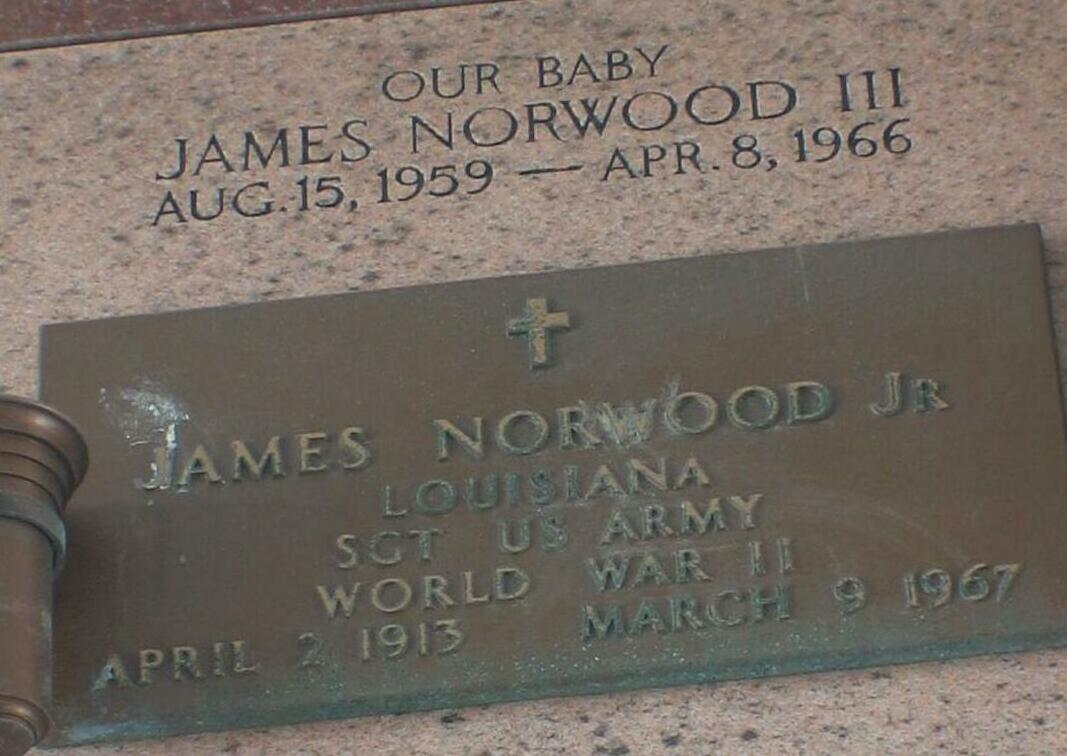 OUR BABY
JAMES NORWOOD III
AUG. 15, 1959 — APR. 8, 1966
JAMES NORWOOD JR
LOUISIANA
SGT US ARMY
WORLD WAR II
APRIL 2 1913 MARCH 9 1967